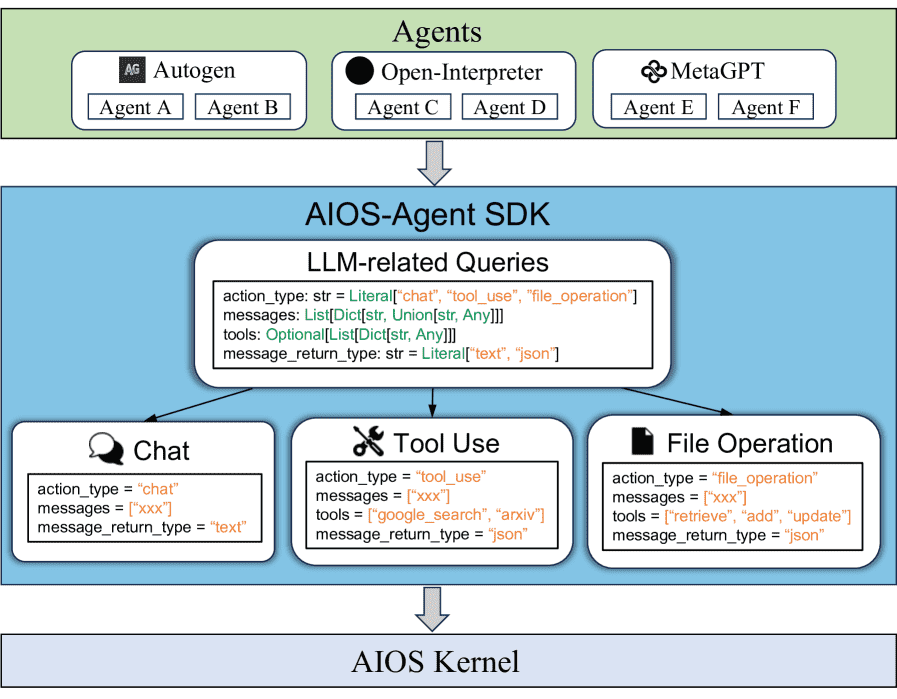 Agents
AG Autogen
Agent A Agent B
Open-Interpreter
Agent C Agent D
MetaGPT
Agent E Agent F
AIOS-Agent SDK
LLM-related Queries
action_type: str = Literal[“chat”, “tool_use”, “file_operation”]
messages: List[Dict[str, Union[str, Any]]]
tools: Optional[List[Dict[str, Any]]]
message_return_type: str = Literal[“text”, “json”]
Chat
action_type = “chat”
messages = [“xxx”]
message_return_type = “text”
Tool Use
action_type = “tool_use”
messages = [“xxx”]
tools = [“google_search”, “arxiv”]
message_return_type = “json”
File Operation
action_type = “file_operation”
messages = [“xxx”]
tools = [“retrieve”, “add”, “update”]
message_return_type = “json”
AIOS Kernel